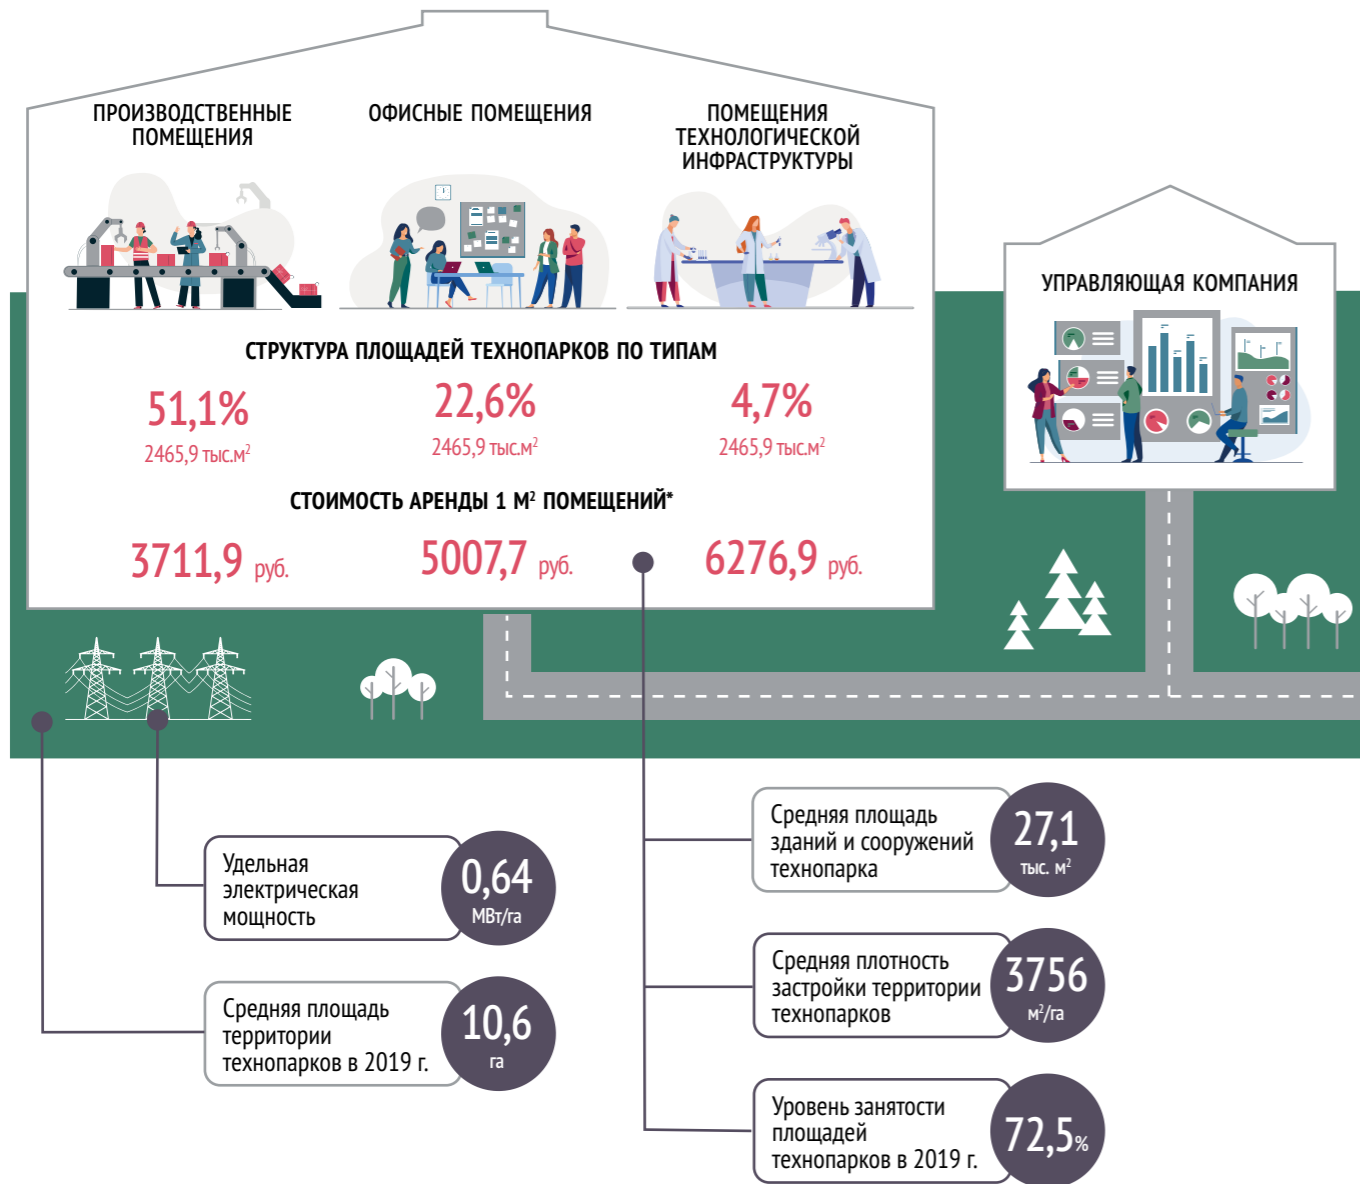 ПРОИЗВОДСТВЕННЫЕ
ПОМЕЩЕНИЯ
ОФИСНЫЕ ПОМЕЩЕНИЯ
ПОМЕЩЕНИЯ
ТЕХНОЛОГИЧЕСКОЙ
ИНФРАСТРУКТУРЫ
УПРАВЛЯЮЩАЯ КОМПАНИЯ
СТРУКТУРА ПЛОЩАДЕЙ ТЕХНОПАРКОВ ПО ТИПАМ
51,1% 22,6% 4,7%
2465,9 тыс.м² 2465,9 тыс.м² 2465,9 тыс.м²
СТОИМОСТЬ АРЕНДЫ 1 М² ПОМЕЩЕНИЙ*
3711,9 руб. 5007,7 руб. 6276,9 руб.
Удельная
электрическая
мощность
0,64
МВт/га
Средняя площадь
территории
технопарков в 2019 г.
10,6
га
Средняя площадь
зданий и сооружений
технопарка
27,1
тыс. м²
Средняя плотность
застройки территории
технопарков
3756
м²/га
Уровень занятости
площадей
технопарков в 2019 г.
72,5%